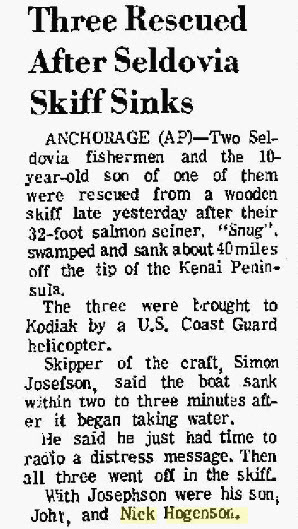 Three Rescued
After Seldovia
Skiff Sinks
ANCHORAGE (AP)—Two Sel-
dovia fishermen and the 10-
year-old son of one of them
were rescued from a wooden
skiff late yesterday after their
32-foot salmon seiner, "Snug",
swamped and sank about 40 miles
off the tip of the Kenai Penin-
sula.
The three were brought to
Kodiak by a U.S. Coast Guard
helicopter.
Skipper of the craft, Simon
Josefson, said the boat sank
within two to three minutes aft-
er it began taking water.
He said he just had time to
radio a distress message. Then
all three went off in the skiff.
With Josephson were his son,
Johr, and Nick Hogenson.